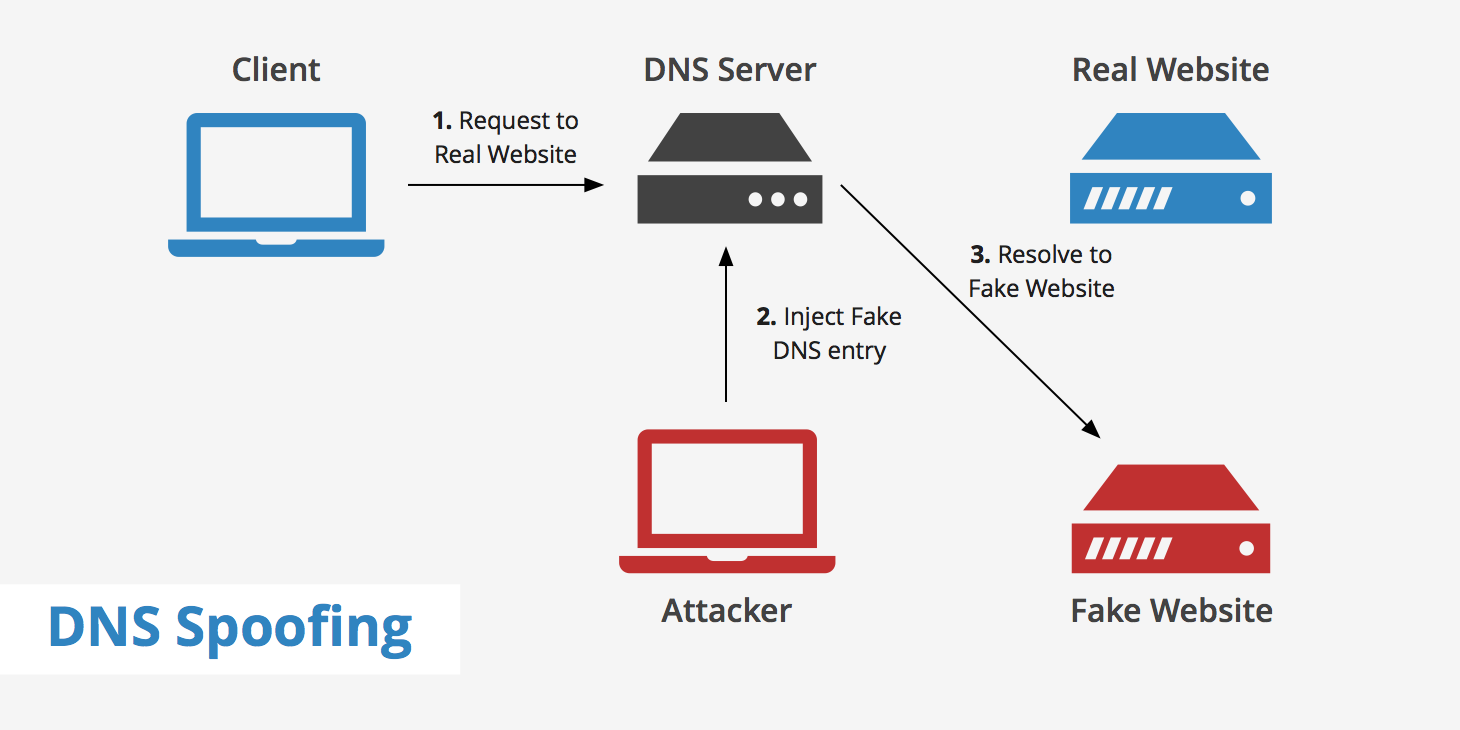 Client
DNS Server
Real Website
1. Request to
Real Website
3. Resolve to
Fake Website
2. Inject Fake
DNS entry
Attacker
Fake Website
DNS Spoofing